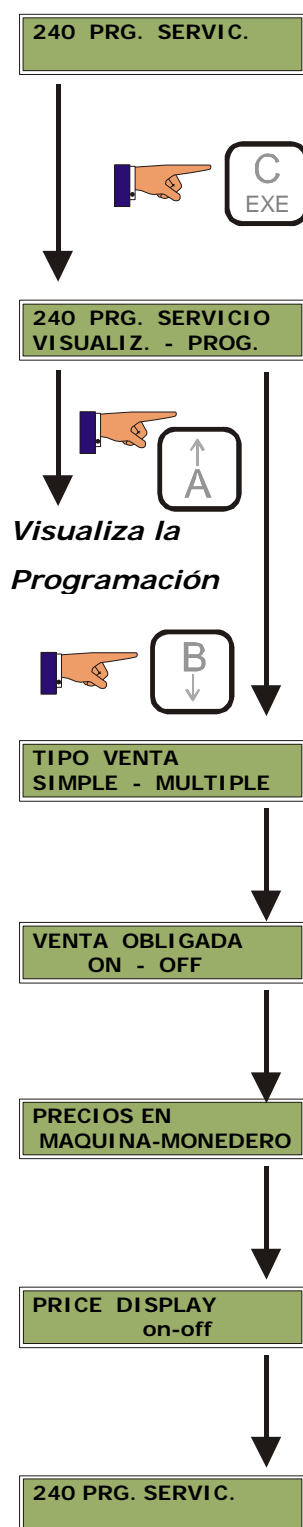 240 PRG. SERVIC.
C
EXE
240 PRG. SERVICIO
VISUALIZ. - PROG.
A
Visualiza la
Programación
B
TIPO VENTA
SIMPLE - MULTIPLE
VENTA OBLIGADA
ON - OFF
PRECIOS EN
MAQUINA-MONEDERO
PRICE DISPLAY
on-off
240 PRG. SERVIC.